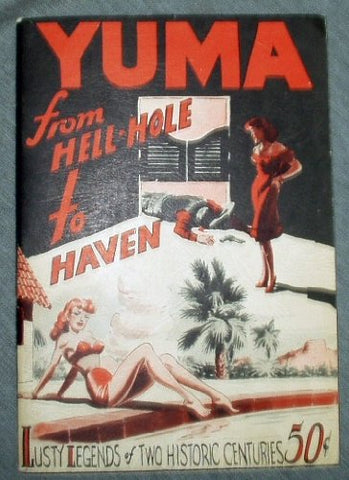 YUMA
from
HELL-HOLE
to
HAVEN
LUSTY LEGENDS of TWO HISTORIC CENTURIES 50¢